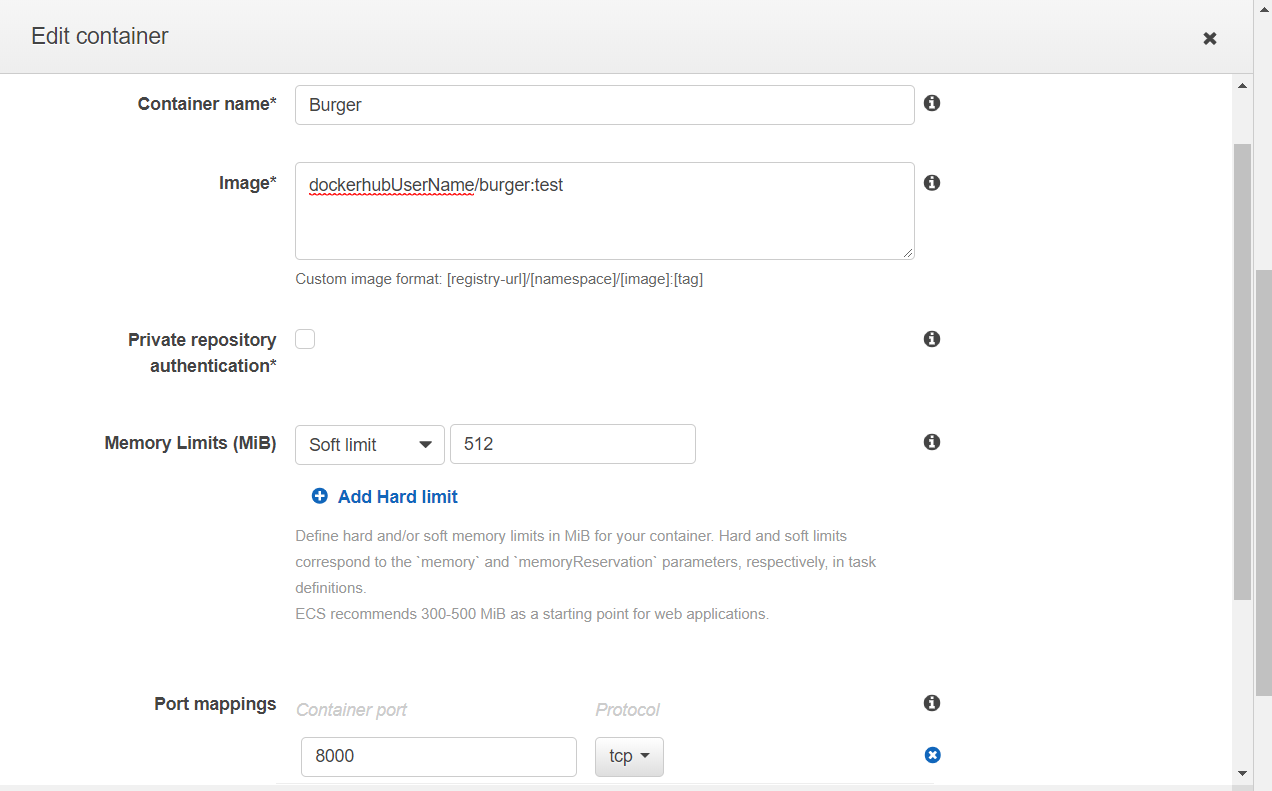 Edit container
Container name*
Burger
Image*
dockerhubUserName/burger:test
Custom image format: [registry-url]/[namespace]/[image]:[tag]
Private repository
authentication*
Memory Limits (MiB)
Soft limit
512
Add Hard limit
Define hard and/or soft memory limits in MiB for your container. Hard and soft limits
correspond to the `memory` and `memoryReservation` parameters, respectively, in task
definitions.
ECS recommends 300-500 MiB as a starting point for web applications.
Port mappings
Container port
Protocol
8000
tcp